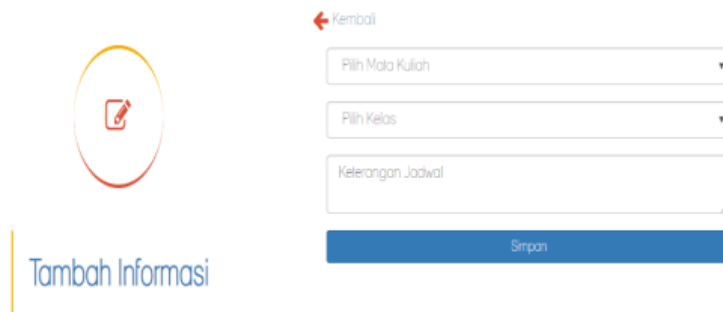 Kembali
Pilih Mata Kuliah
Pilih Kelas
Keterangan Jadwal
Simpan
Tambah Informasi